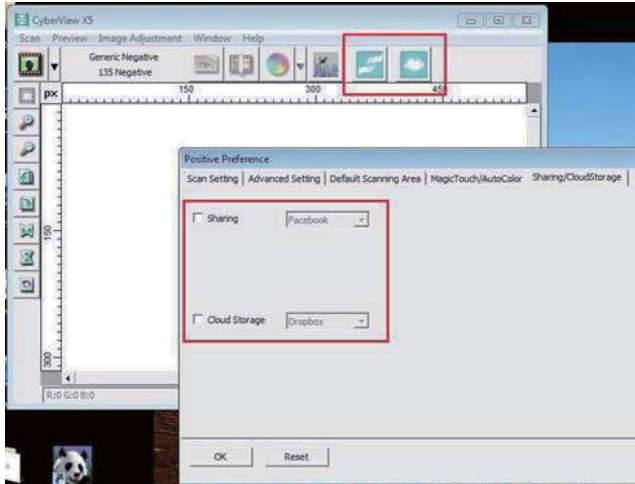 CyberView X5
Scan Preview Image Adjustment Window Help
Generic Negative
135 Negative
px
150 300 450
150
300
R:0 G:0 B:0
Positive Preference
Scan Setting Advanced Setting Default Scanning Area MagicTouch/AutoColor Sharing/CloudStorage
Sharing Facebook
Cloud Storage Dropbox
OK Reset